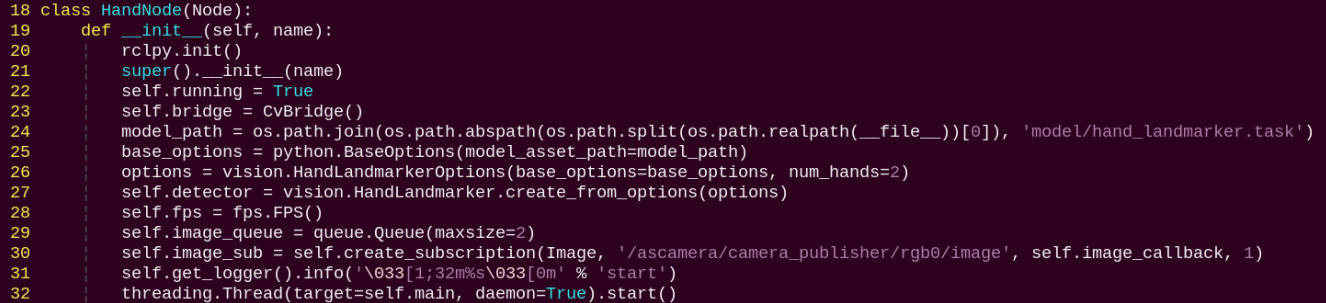 18 class HandNode(Node):
19     def __init__(self, name):
20         rclpy.init()
21         super().__init__(name)
22         self.running = True
23         self.bridge = CvBridge()
24         model_path = os.path.join(os.path.abspath(os.path.split(os.path.realpath(__file__))[0]), 'model/hand_landmarker.task')
25         base_options = python.BaseOptions(model_asset_path=model_path)
26         options = vision.HandLandmarkerOptions(base_options=base_options, num_hands=2)
27         self.detector = vision.HandLandmarker.create_from_options(options)
28         self.fps = fps.FPS()
29         self.image_queue = queue.Queue(maxsize=2)
30         self.image_sub = self.create_subscription(Image, '/ascamera/camera_publisher/rgb0/image', self.image_callback, 1)
31         self.get_logger().info('\033[1;32m%s\033[0m' % 'start')
32         threading.Thread(target=self.main, daemon=True).start()